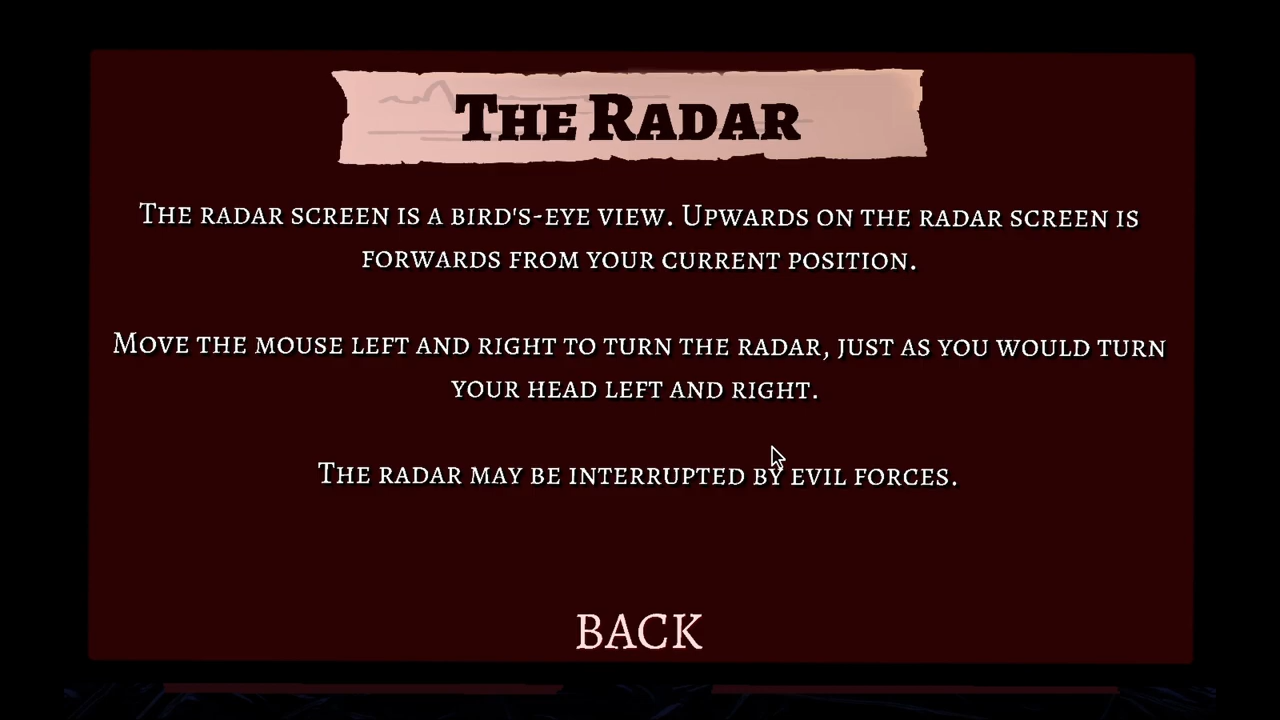 The Radar
The radar screen is a bird's-eye view. Upwards on the radar screen is
forwards from your current position.
Move the mouse left and right to turn the radar, just as you would turn
your head left and right.
The radar may be interrupted by evil forces.
BACK